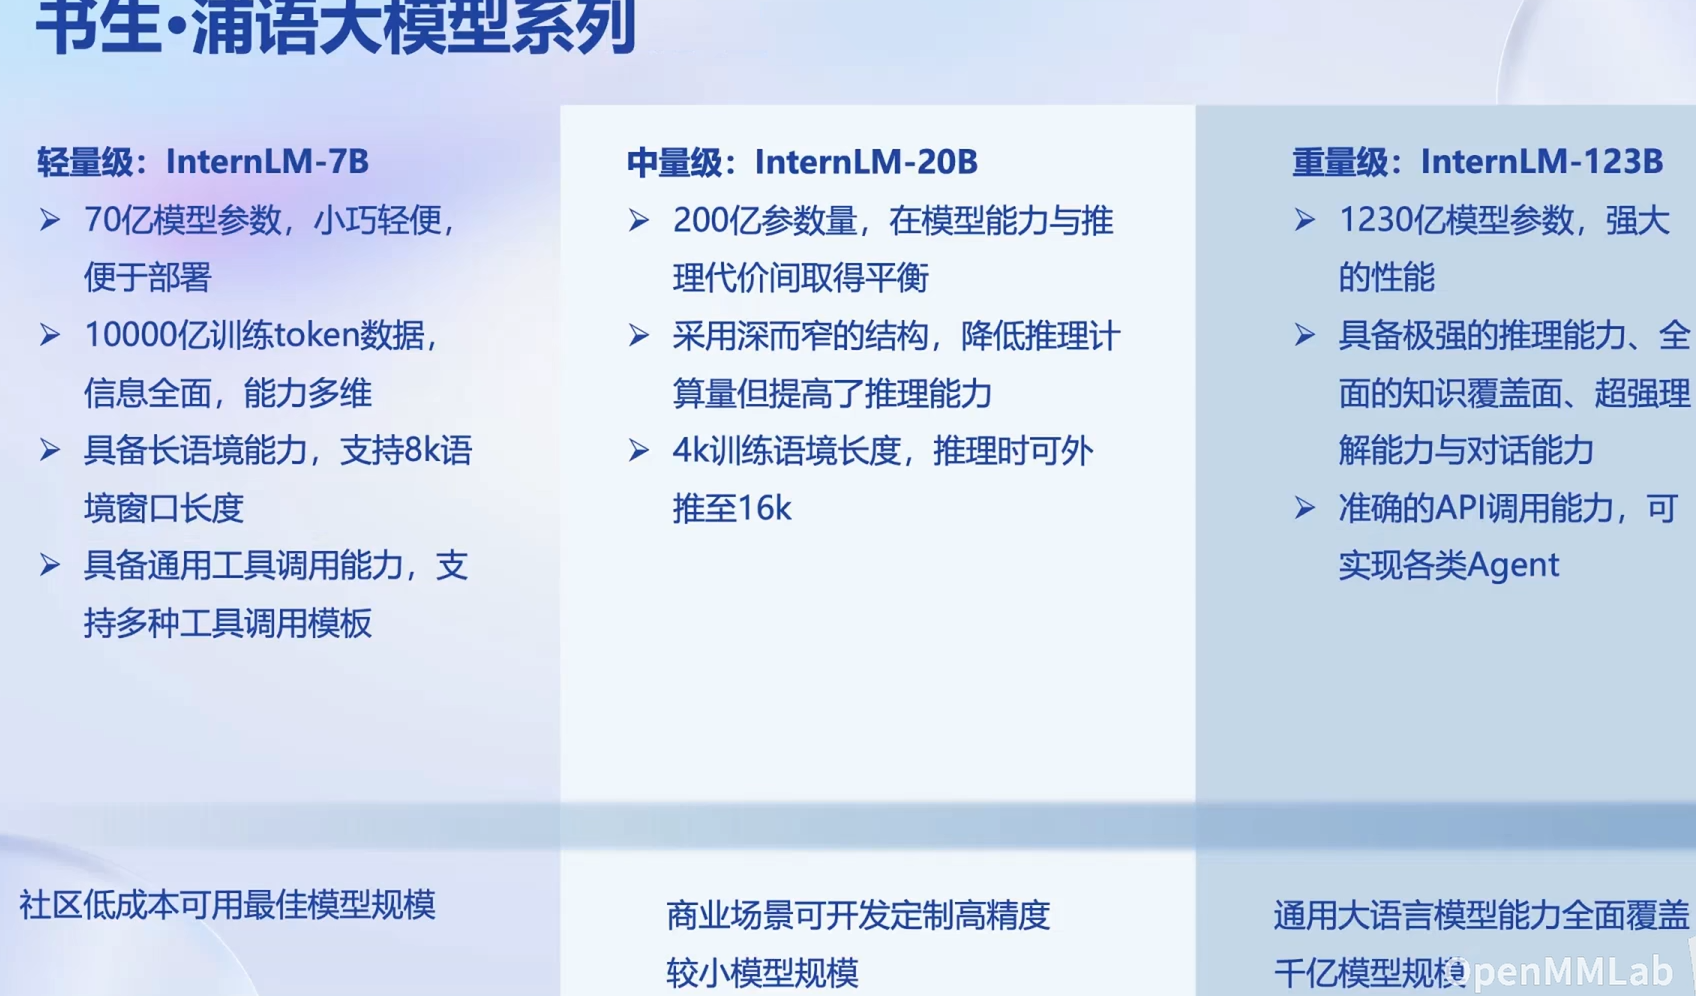 书生·浦语大模型系列
轻量级：InternLM-7B
70亿模型参数，小巧轻便，
便于部署
10000亿训练token数据，
信息全面，能力多维
具备长语境能力，支持8k语
境窗口长度
具备通用工具调用能力，支
持多种工具调用模板
社区低成本可用最佳模型规模
中量级：InternLM-20B
200亿参数量，在模型能力与推
理代价间取得平衡
采用深而窄的结构，降低推理计
算量但提高了推理能力
4k训练语境长度，推理时可外
推至16k
商业场景可开发定制高精度
较小模型规模
重量级：InternLM-123B
1230亿模型参数，强大
的性能
具备极强的推理能力、全
面的知识覆盖面、超强理
解能力与对话能力
准确的API调用能力，可
实现各类Agent
通用大语言模型能力全面覆盖
千亿模型规模
OpenMMLab